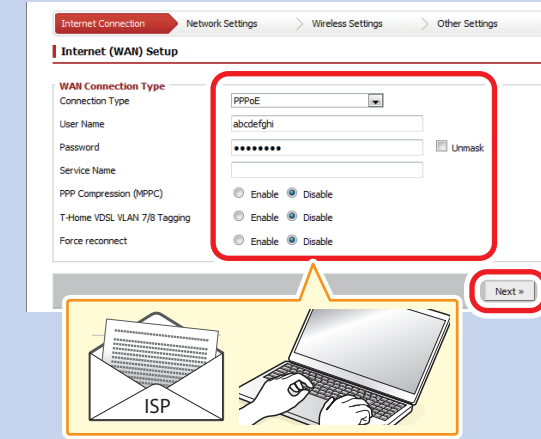 Internet Connection Network Settings Wireless Settings Other Settings
Internet (WAN) Setup
WAN Connection Type
Connection Type PPPoE
User Name abcdefghi
Password ●●●●●●●● Unmask
Service Name
PPP Compression (MPPC) Enable Disable
T-Home VDSL VLAN 7/8 Tagging Enable Disable
Force reconnect Enable Disable
Next »
ISP